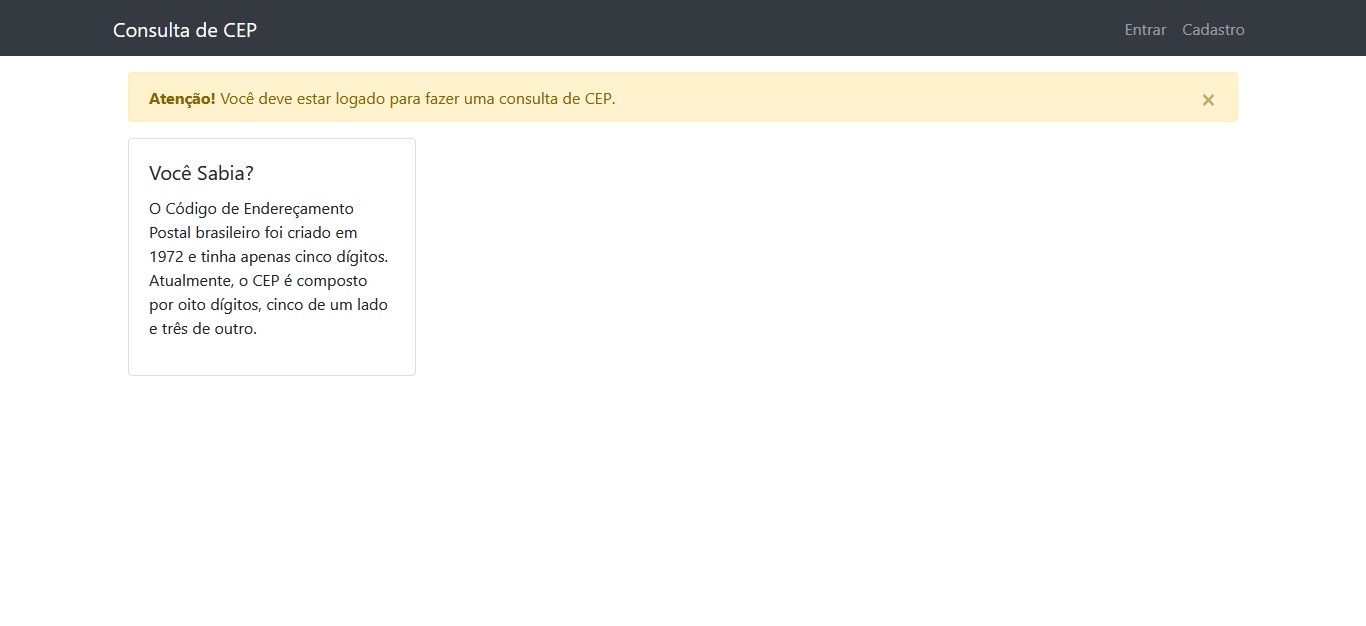 Consulta de CEP
Entrar Cadastro
Atenção! Você deve estar logado para fazer uma consulta de CEP. ×
Você Sabia?
O Código de Endereçamento
Postal brasileiro foi criado em
1972 e tinha apenas cinco dígitos.
Atualmente, o CEP é composto
por oito dígitos, cinco de um lado
e três de outro.